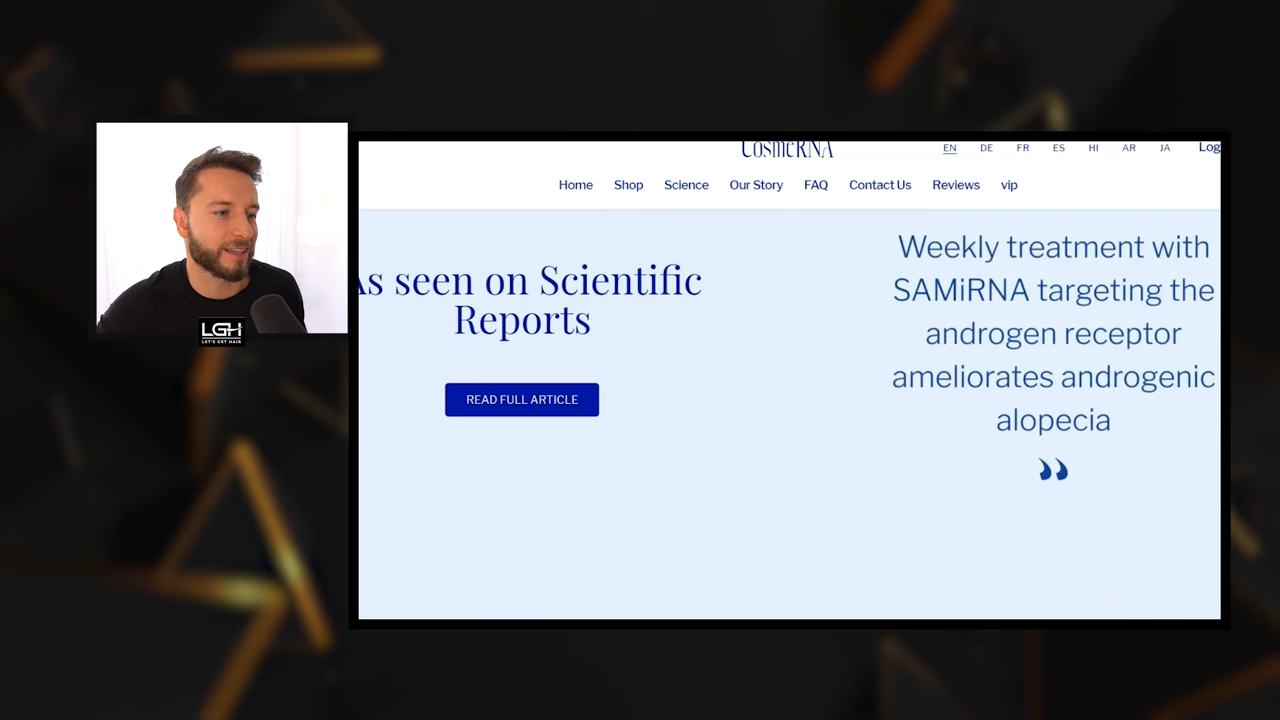 CosmeRNA
EN DE FR ES HI AR JA Log
Home Shop Science Our Story FAQ Contact Us Reviews vip
As seen on Scientific
Reports
READ FULL ARTICLE
Weekly treatment with
SAMiRNA targeting the
androgen receptor
ameliorates androgenic
alopecia
”
LGH
LET'S GET HAIR